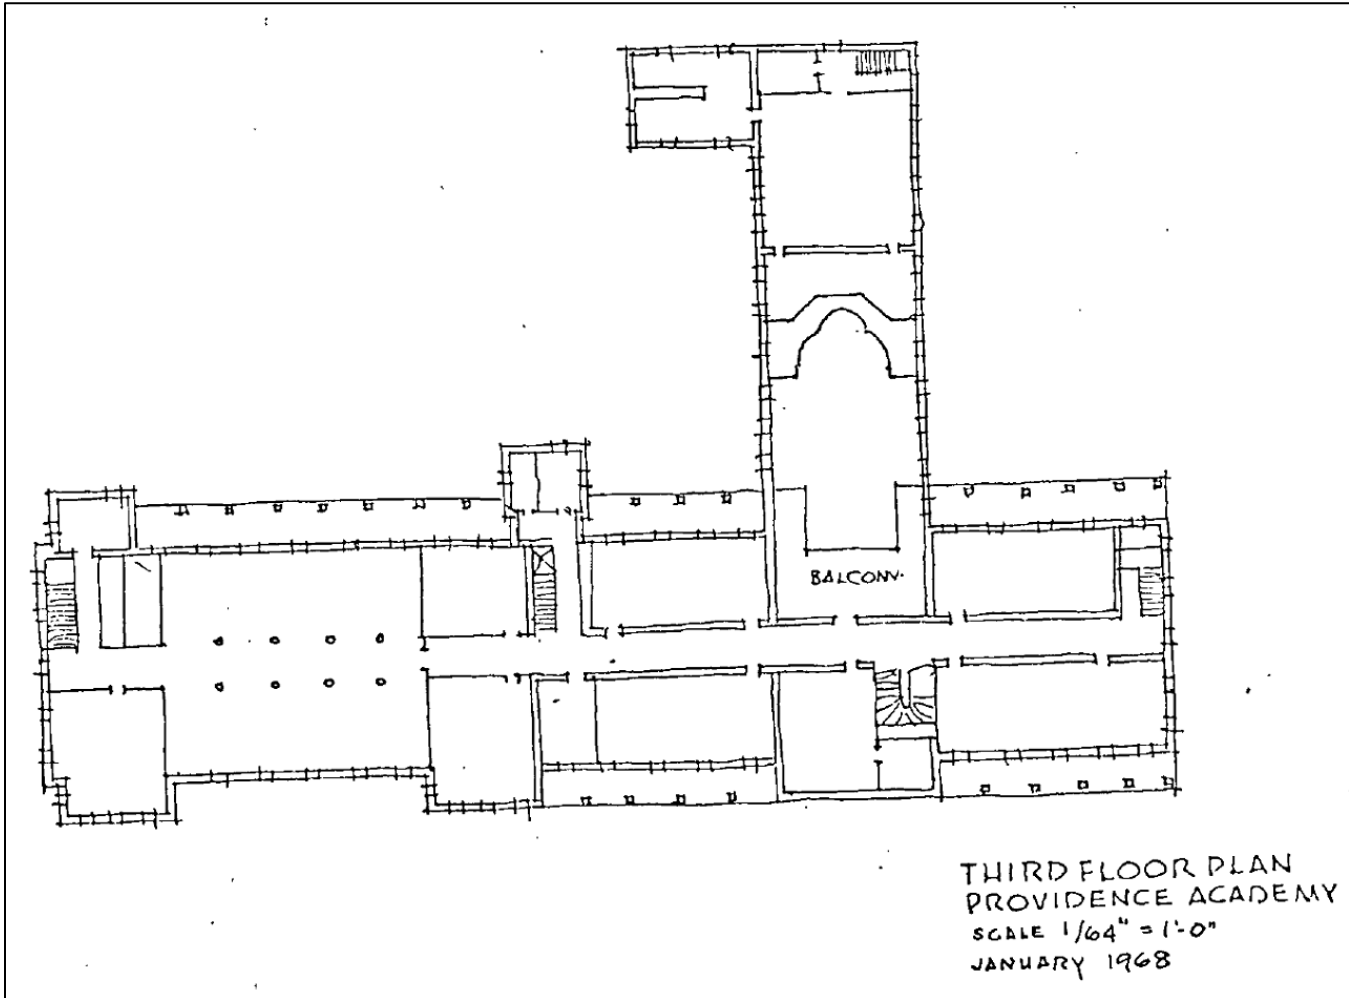 BALCONY.
THIRD FLOOR PLAN
PROVIDENCE ACADEMY
SCALE 1/64" = 1'-0"
JANUARY 1968